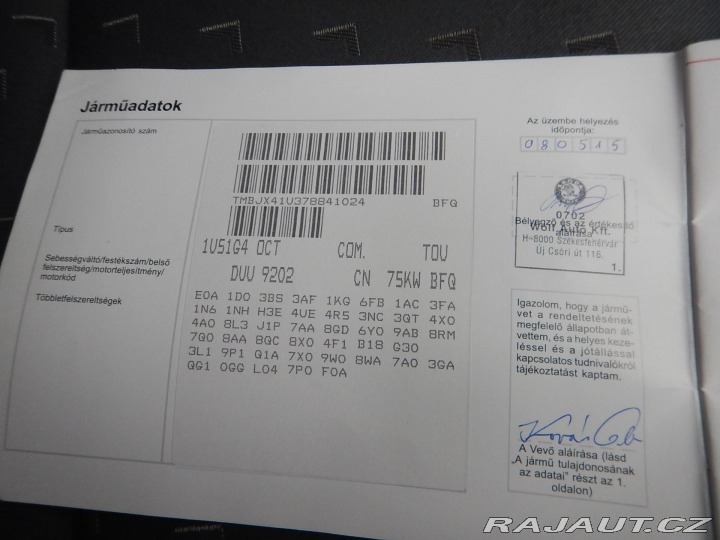 Járműadatok
Járműazonosító szám
TMBJX41U378841024 BFQ
Típus
1U51G4 OCT COM. TOU
Sebességváltó/festékszám/belső
felszereltség/motorteljesítmény/
motorkód
DUU 9202 CN 75KW BFQ
Többletfelszereltségek
E0A 1D0 3BS 3AF 1KG 6FB 1AC 3FA
1N6 1NH H3E 4UE 4R5 3NC 3QT 4X0
4A0 8L3 J1P 7AA 8GD 6Y0 9AB 8RM
7Q0 8AA 8QC 8X0 4F1 B18 G30
3L1 9P1 Q1A 7X0 9W0 8WA 7A0 3GA
QG1 0GG L04 7P0 F0A
Az üzembe helyezés
időpontja:
080515
0702
Bélyegző és az értékesítő
aláírása
Wolf Autó Kft.
H-8000 Székesfehérvár
Új Csóri út 116.
1.
Igazolom, hogy a jármű-
vet a rendeltetésének
megfelelő állapotban át-
vettem, és a helyes keze-
léssel és a jótállással
kapcsolatos tudnivalókról
tájékoztatást kaptam.
A Vevő aláírása (lásd
„A jármű tulajdonosának
az adatai" részt az 1.
oldalon)
RAJAUT.CZ